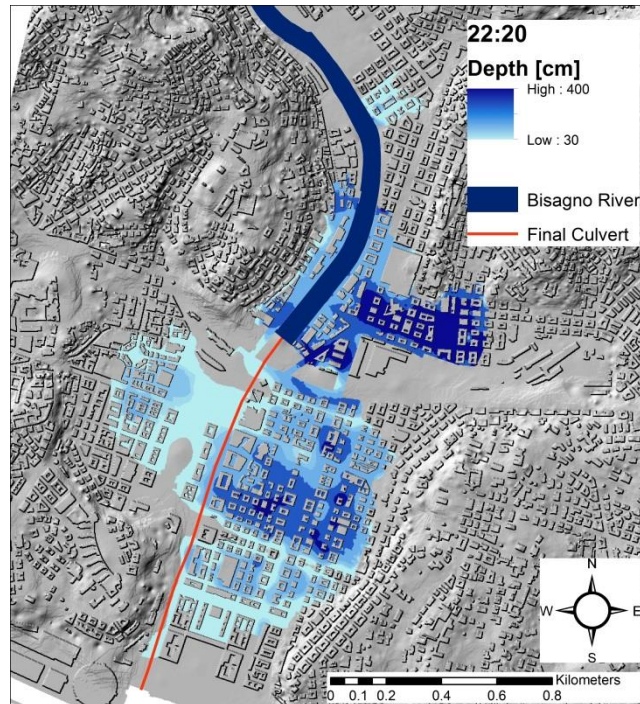 22:20
Depth [cm]
High : 400
Low : 30
Bisagno River
Final Culvert
N
W E
S
Kilometers
0 0.1 0.2 0.4 0.6 0.8